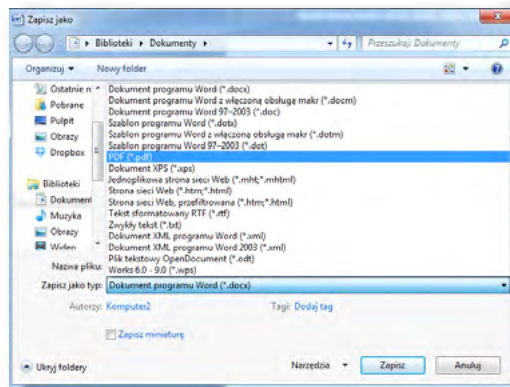 Zapisz jako
Biblioteki ▸ Dokumenty ▸
Przeszukaj: Dokumenty
Organizuj
New folder
Ostatnie n
Pobrane
Pulpit
Obrazy
Dropbox
Biblioteki
Dokument
Muzyka
Obrazy
Wideo
Dokument programu Word (*.docx)
Dokument programu Word z włączoną obsługą makr (*.docm)
Dokument programu Word 97–2003 (*.doc)
Szablon programu Word (*.dotx)
Szablon programu Word z włączoną obsługą makr (*.dotm)
Szablon programu Word 97–2003 (*.dot)
PDF (*.pdf)
Dokument XPS (*.xps)
Jednoplikowa strona sieci Web (*.mht;*.mhtml)
Strona sieci Web (*.htm;*.html)
Strona sieci Web, przefiltrowana (*.htm;*.html)
Tekst sformatowany RTF (*.rtf)
Zwykły tekst (*.txt)
Dokument XML programu Word (*.xml)
Dokument XML programu Word 2003 (*.xml)
Plik tekstowy OpenDocument (*.odt)
Works 6.0 - 9.0 (*.wps)
Nazwa pliku:
Zapisz jako typ: Dokument programu Word (*.docx)
Autorzy: Komputer2
Tagi: Dodaj tag
Zapisz miniaturę
Ukryj foldery
Narzędzia
Zapisz
Anuluj